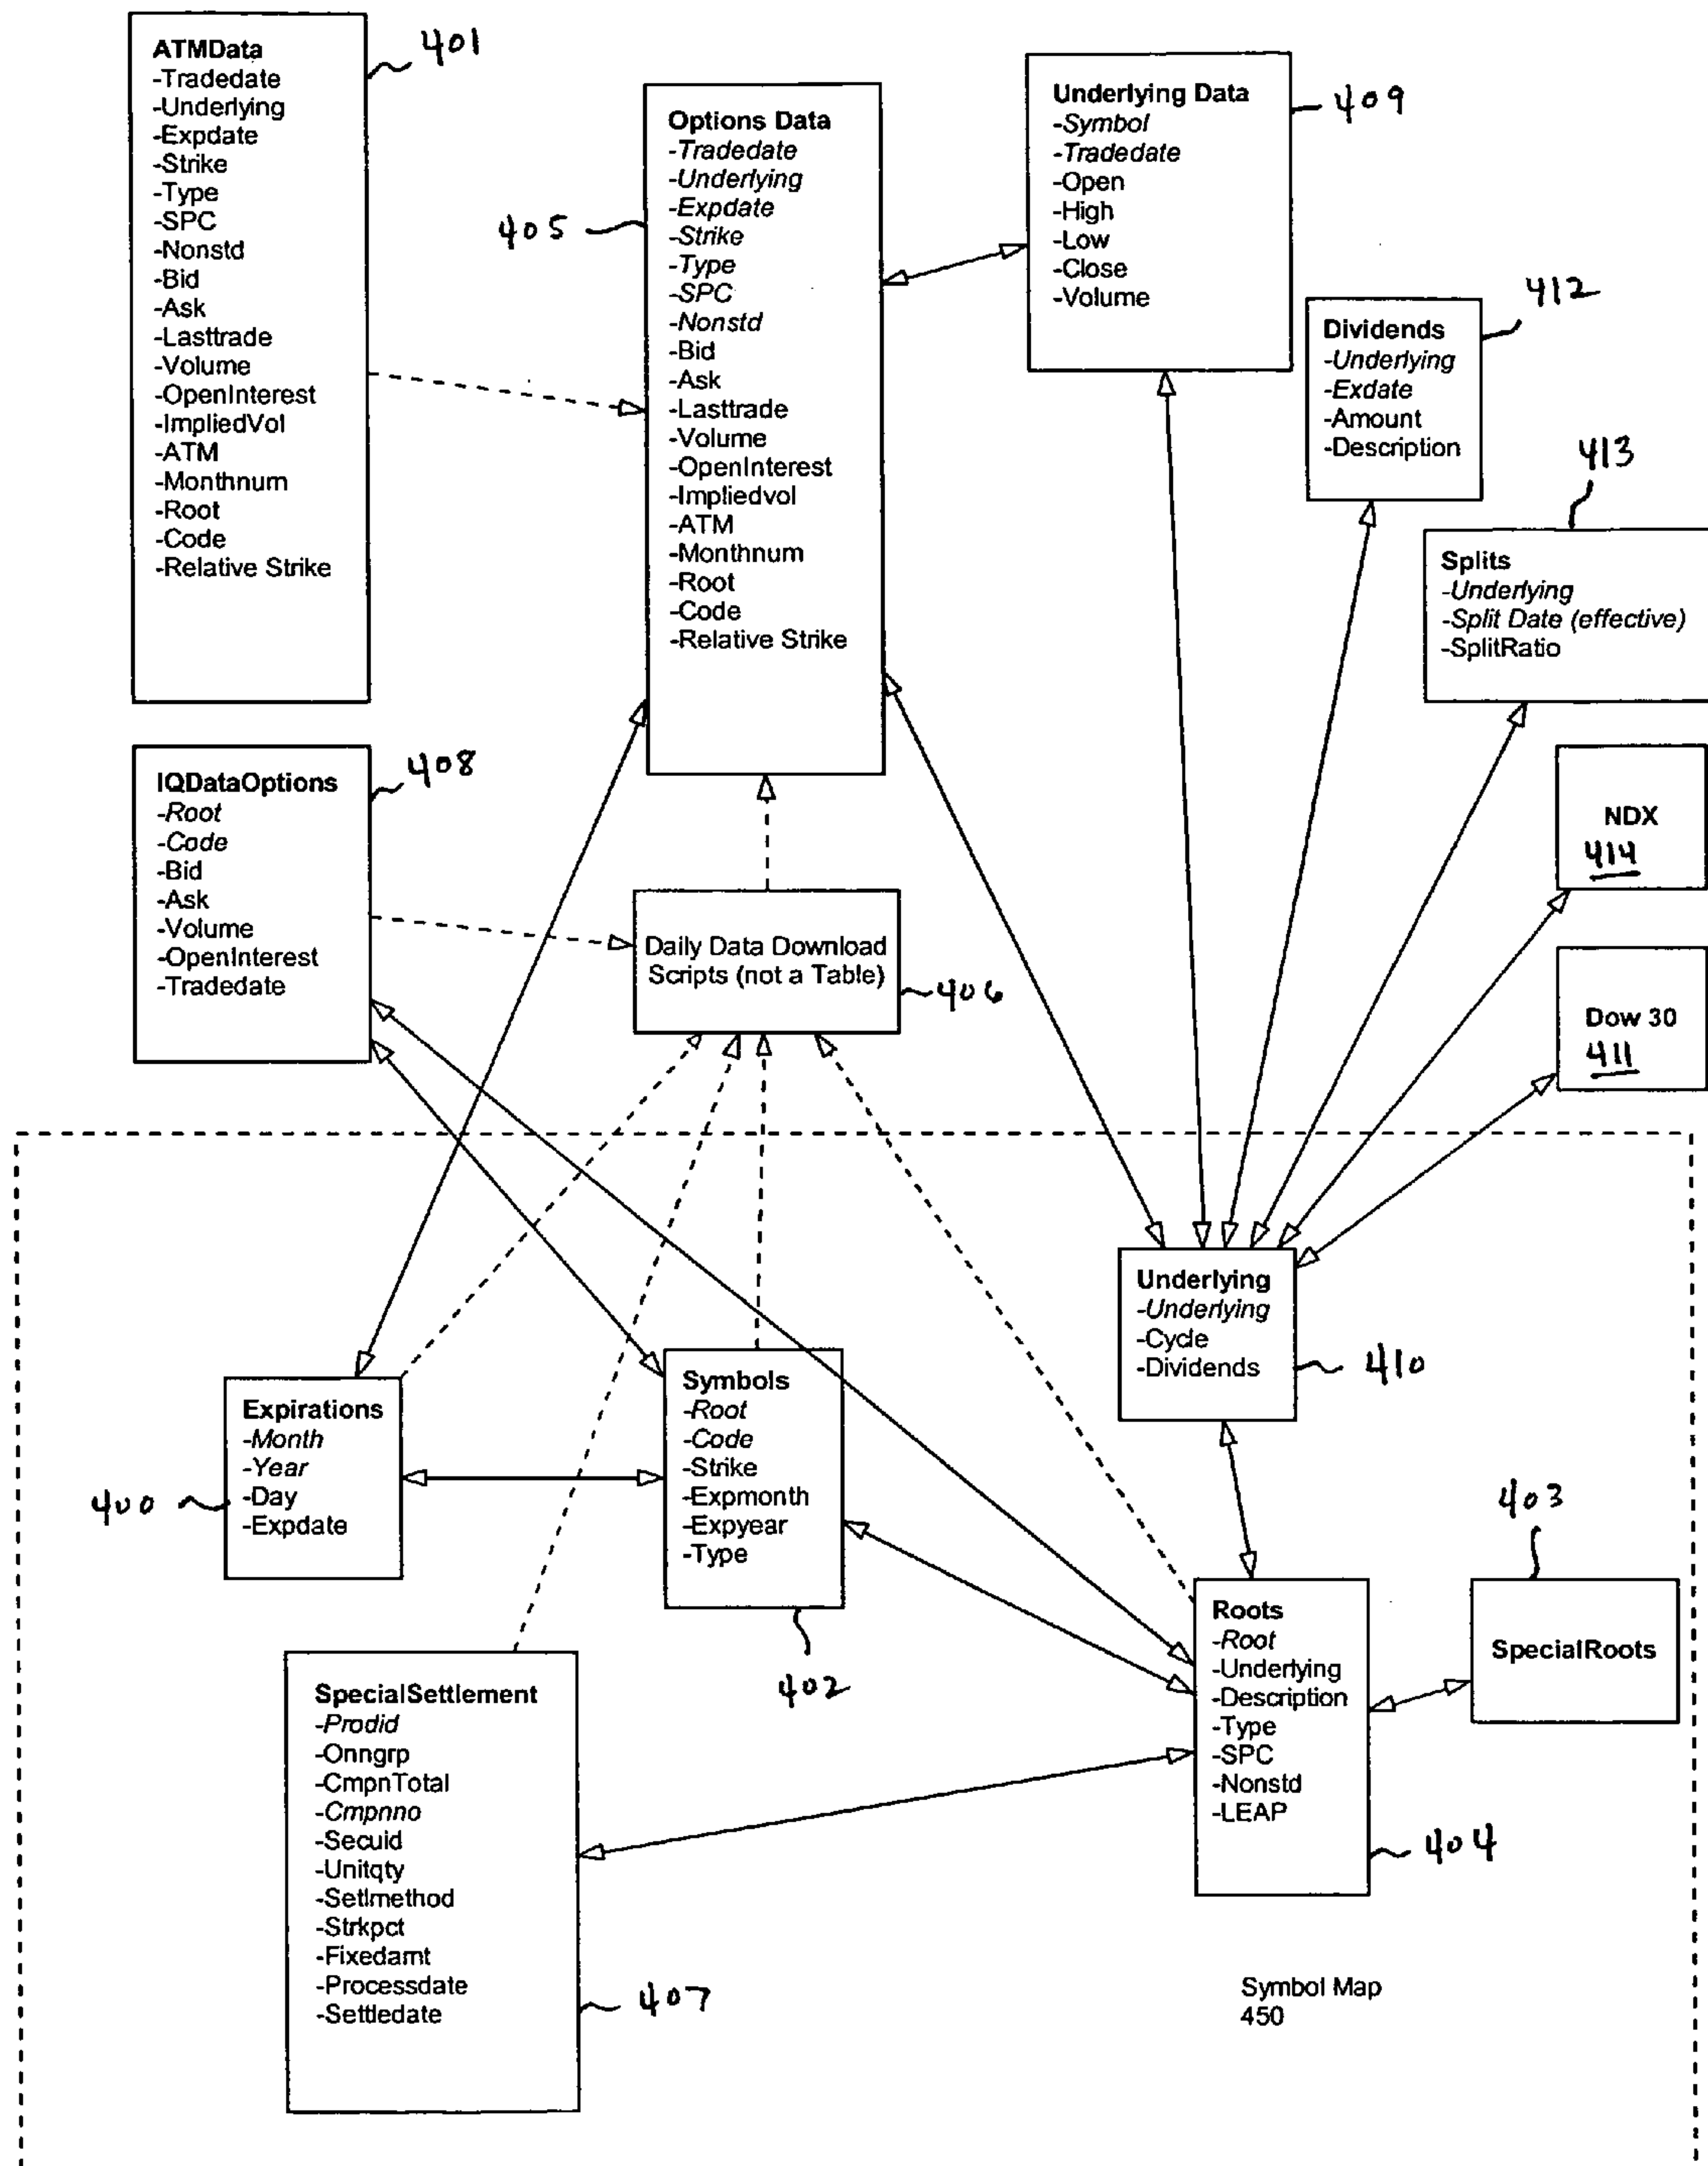 ATMData
-Tradedate
-Underlying
-Expdate
-Strike
-Type
-SPC
-Nonstd
-Bid
-Ask
-Lasttrade
-Volume
-OpenInterest
-ImpliedVol
-ATM
-Monthnum
-Root
-Code
-Relative Strike
401
Options Data
-Tradedate
-Underlying
-Expdate
-Strike
-Type
-SPC
-Nonstd
-Bid
-Ask
-Lasttrade
-Volume
-OpenInterest
-Impliedvol
-ATM
-Monthnum
-Root
-Code
-Relative Strike
405
Underlying Data
-Symbol
-Tradedate
-Open
-High
-Low
-Close
-Volume
409
Dividends
-Underlying
-Exdate
-Amount
-Description
412
Splits
-Underlying
-Split Date (effective)
-SplitRatio
413
IQDataOptions
-Root
-Code
-Bid
-Ask
-Volume
-OpenInterest
-Tradedate
408
Daily Data Download
Scripts (not a Table)
406
NDX
414
Dow 30
411
Underlying
-Underlying
-Cycle
-Dividends
410
Expirations
-Month
-Year
-Day
-Expdate
400
Symbols
-Root
-Code
-Strike
-Expmonth
-Expyear
-Type
402
Roots
-Root
-Underlying
-Description
-Type
-SPC
-Nonstd
-LEAP
404
SpecialRoots
403
SpecialSettlement
-Prodid
-Onngrp
-CmpnTotal
-Cmpnno
-Secuid
-Unitqty
-Setlmethod
-Strkpct
-Fixedamt
-Processdate
-Settledate
407
Symbol Map
450